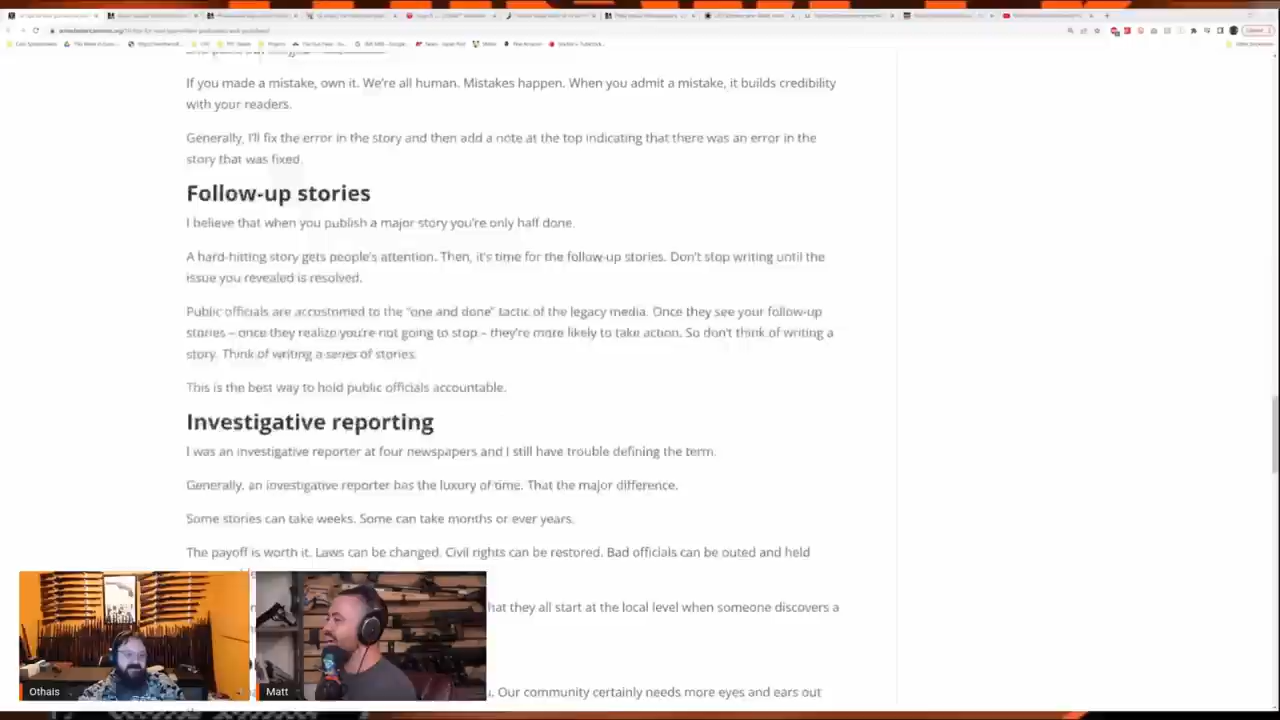 If you made a mistake, own it. We're all human. Mistakes happen. When you admit a mistake, it builds credibility
with your readers.
Generally, I'll fix the error in the story and then add a note at the top indicating that there was an error in the
story that was fixed.
Follow-up stories
I believe that when you publish a major story you're only half done.
A hard-hitting story gets people's attention. Then, it's time for the follow-up stories. Don't stop writing until the
issue you revealed is resolved.
Public officials are accustomed to the "one and done" tactic of the legacy media. Once they see your follow-up
stories – once they realize you're not going to stop – they're more likely to take action. So don't think of writing a
story. Think of writing a series of stories.
This is the best way to hold public officials accountable.
Investigative reporting
I was an investigative reporter at four newspapers and I still have trouble defining the term.
Generally, an investigative reporter has the luxury of time. That the major difference.
Some stories can take weeks. Some can take months or ever years.
The payoff is worth it. Laws can be changed. Civil rights can be restored. Bad officials can be outed and held
hat they all start at the local level when someone discovers a
Othais
Matt
. Our community certainly needs more eyes and ears out